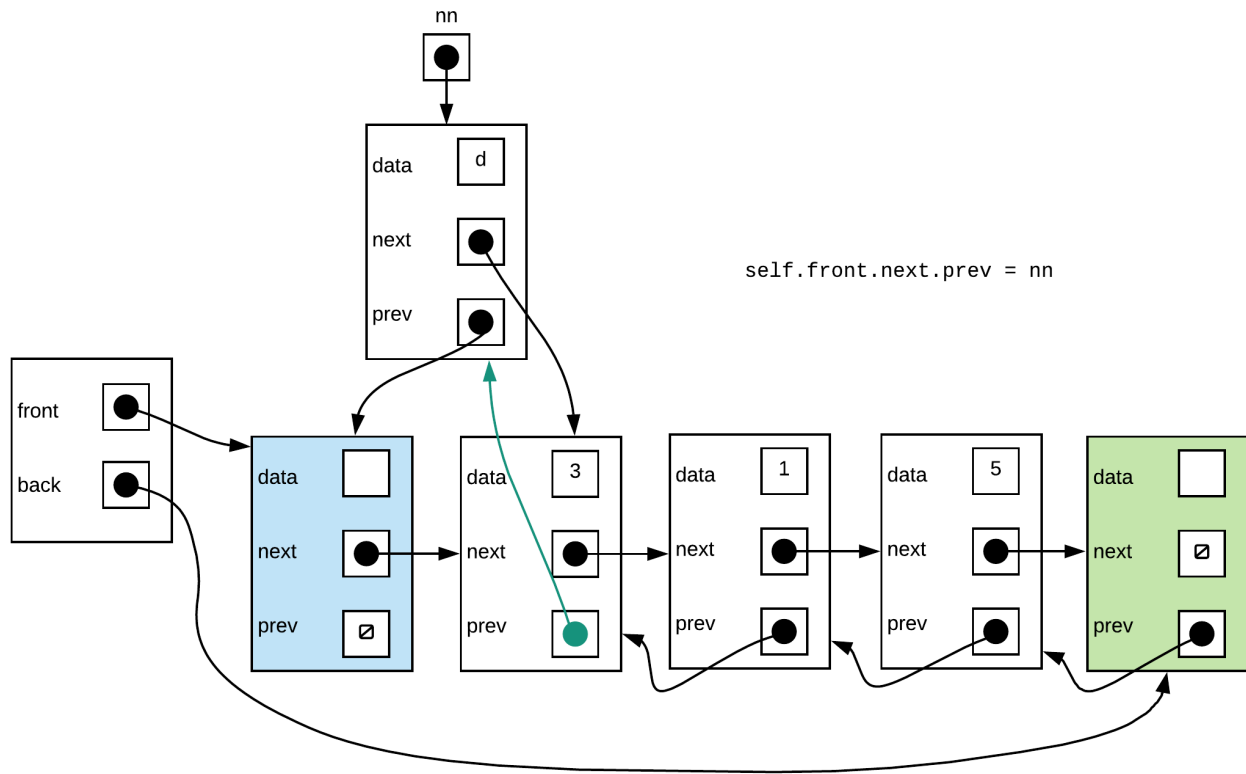 nn
data d
next
prev
self.front.next.prev = nn
front
back
data
next
prev
data 3
next
prev
data 1
next
prev
data 5
next
prev
data
next
prev